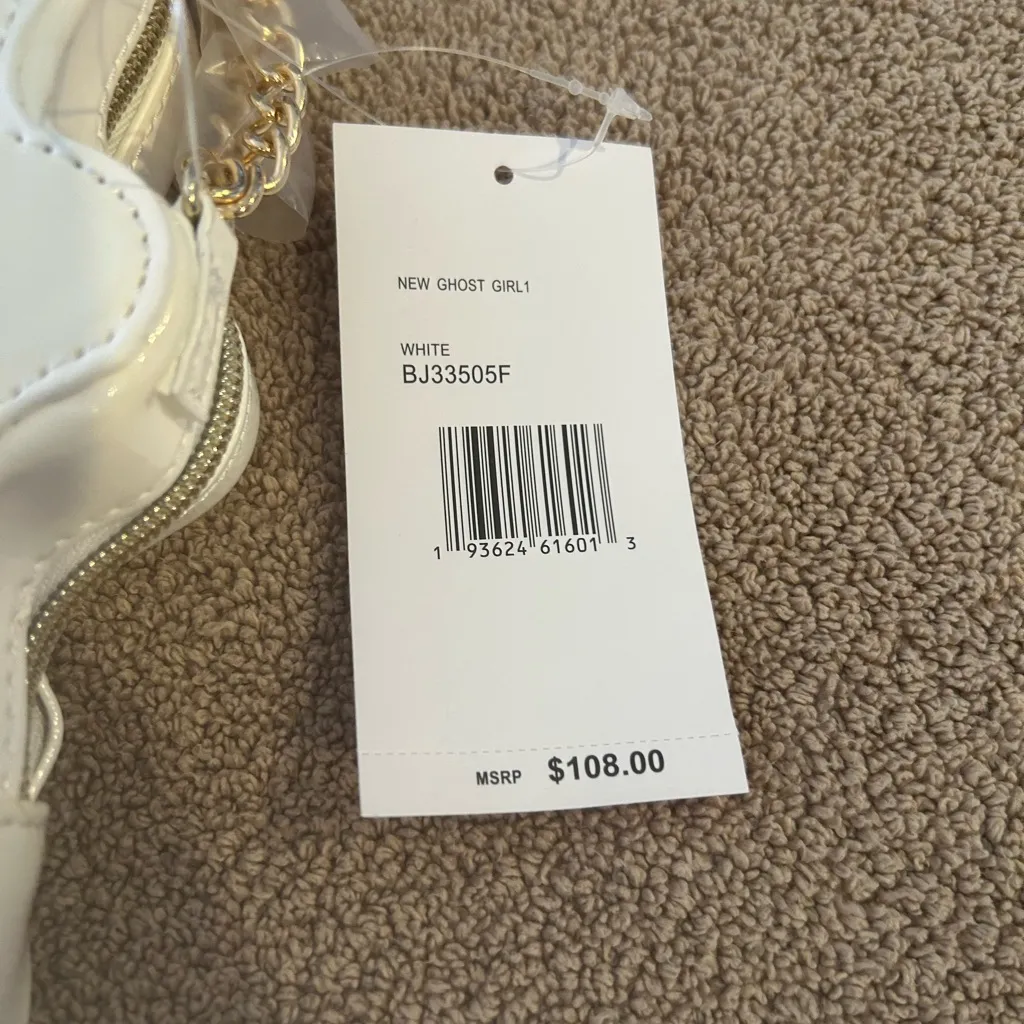 NEW GHOST GIRL1
WHITE
BJ33505F
1 93624 61601 3
MSRP $108.00